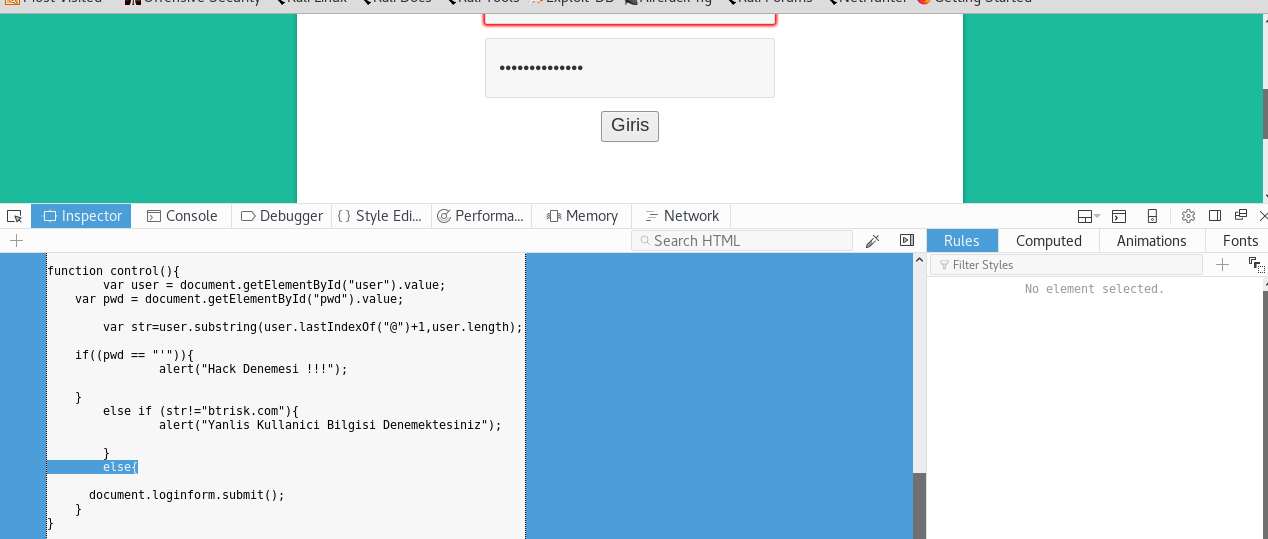 Most Visited Offensive Security Kali Linux Kali Docs Kali Tools Exploit-DB Aircrack-ng Kali Forums NetHunter Getting Started
••••••••••••••
Giris
Inspector Console Debugger Style Edi... Performa... Memory Network
Search HTML
Rules Computed Animations Fonts
Filter Styles
No element selected.
function control(){
var user = document.getElementById("user").value;
var pwd = document.getElementById("pwd").value;
var str=user.substring(user.lastIndexOf("@")+1,user.length);
if((pwd == "'")){
alert("Hack Denemesi !!!");
}
else if (str!="btrisk.com"){
alert("Yanlis Kullanici Bilgisi Denemektesiniz");
}
else{
document.loginform.submit();
}
}